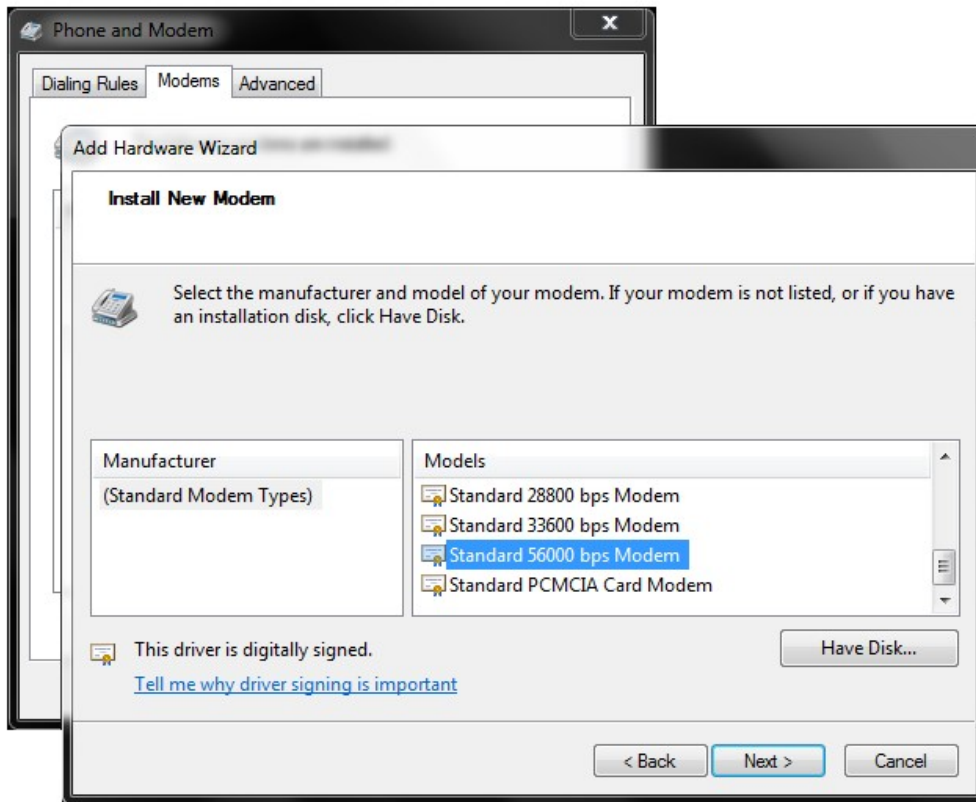 Phone and Modem
Dialing Rules Modems Advanced
Add Hardware Wizard
Install New Modem
Select the manufacturer and model of your modem. If your modem is not listed, or if you have
an installation disk, click Have Disk.
Manufacturer
(Standard Modem Types)
Models
Standard 28800 bps Modem
Standard 33600 bps Modem
Standard 56000 bps Modem
Standard PCMCIA Card Modem
This driver is digitally signed.
Have Disk...
Tell me why driver signing is important
< Back Next > Cancel